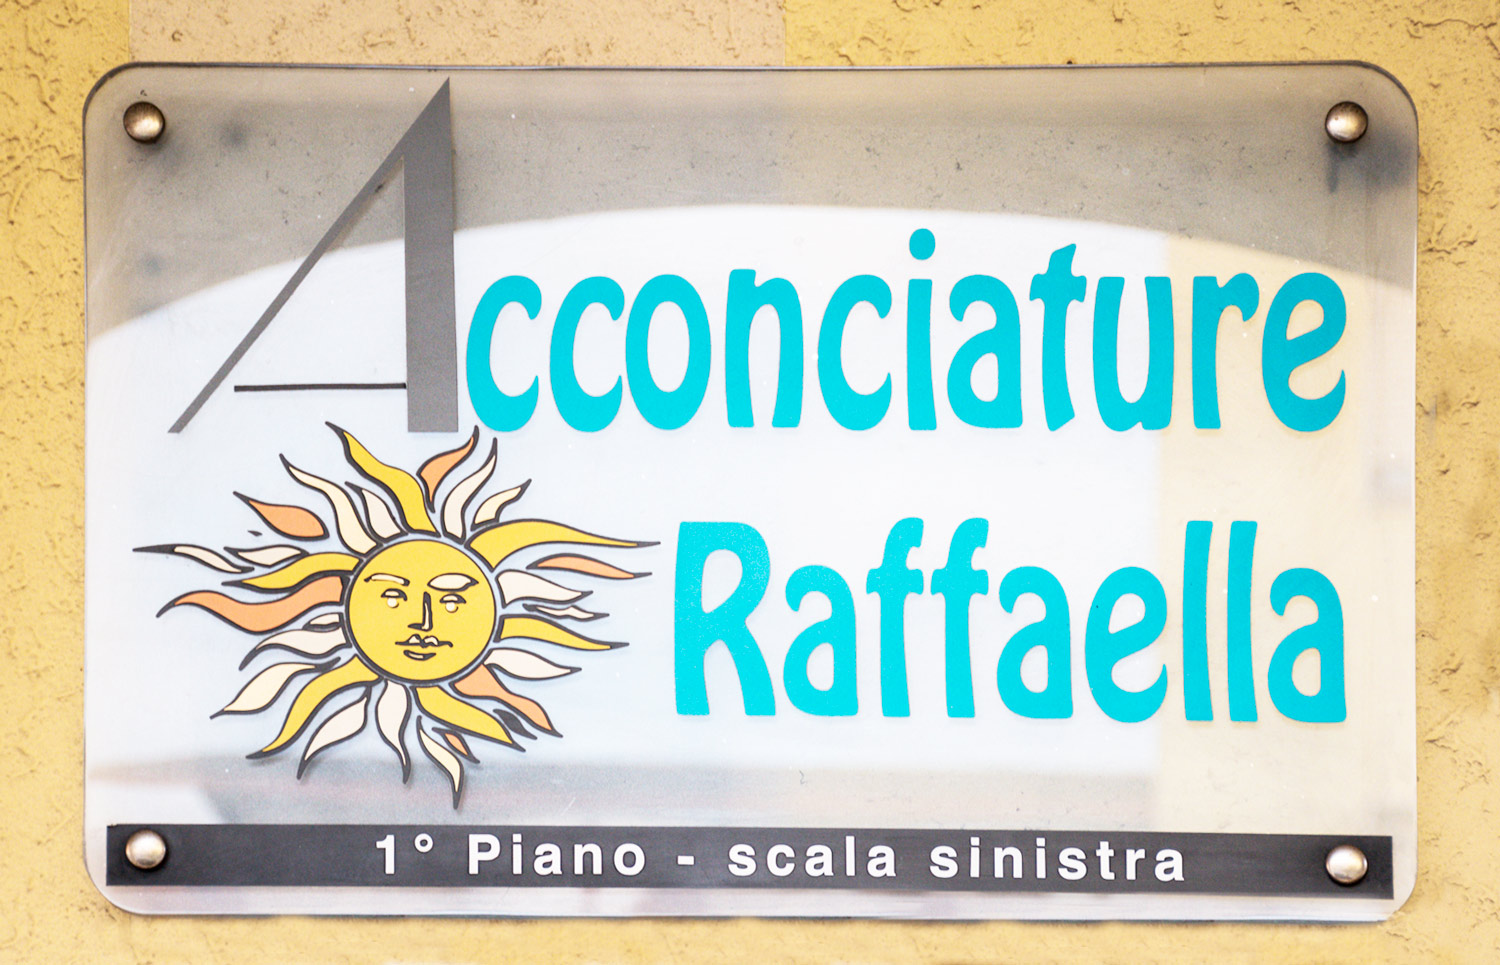 Acconciature
Raffaella
1° Piano - scala sinistra